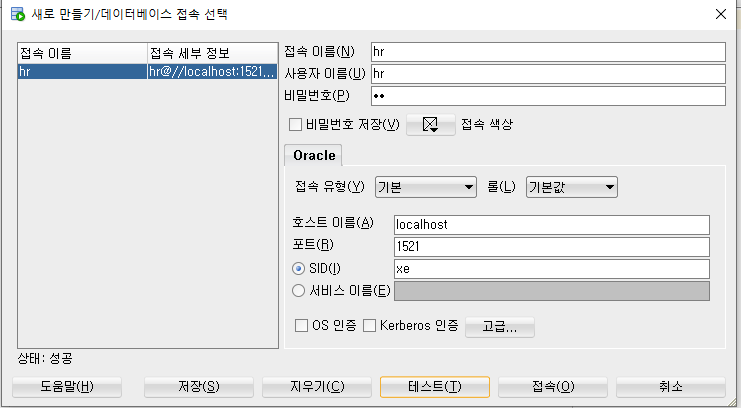 새로 만들기/데이터베이스 접속 선택
접속 이름 접속 세부 정보
hr hr@//localhost:1521,...
접속 이름(N) hr
사용자 이름(U) hr
비밀번호(P) ●●
비밀번호 저장(V) 접속 색상
Oracle
접속 유형(Y) 기본 롤(L) 기본값
호스트 이름(A) localhost
포트(R) 1521
SID(I) xe
서비스 이름(E)
OS 인증 Kerberos 인증 고급...
상태: 성공
도움말(H) 저장(S) 지우기(C) 테스트(T) 접속(O) 취소